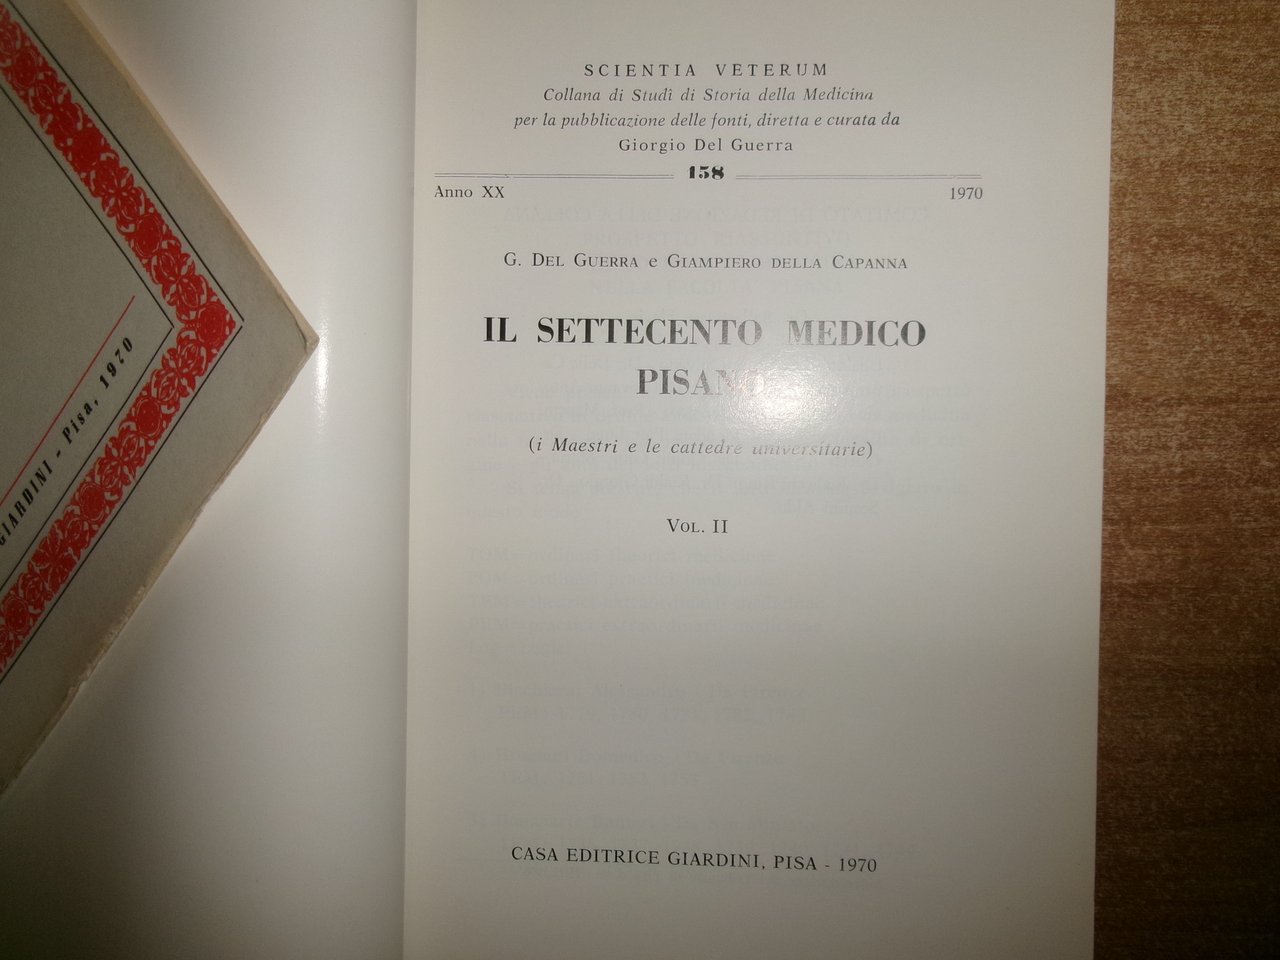 SCIENTIA VETERUM
Collana di Studi di Storia della Medicina
per la pubblicazione delle fonti, diretta e curata da
Giorgio Del Guerra
158
Anno XX 1970
G. DEL GUERRA e GIAMPIERO DELLA CAPANNA
IL SETTECENTO MEDICO
PISANO
(i Maestri e le cattedre universitarie)
VOL. II
CASA EDITRICE GIARDINI, PISA - 1970
GIARDINI - Pisa, 1970